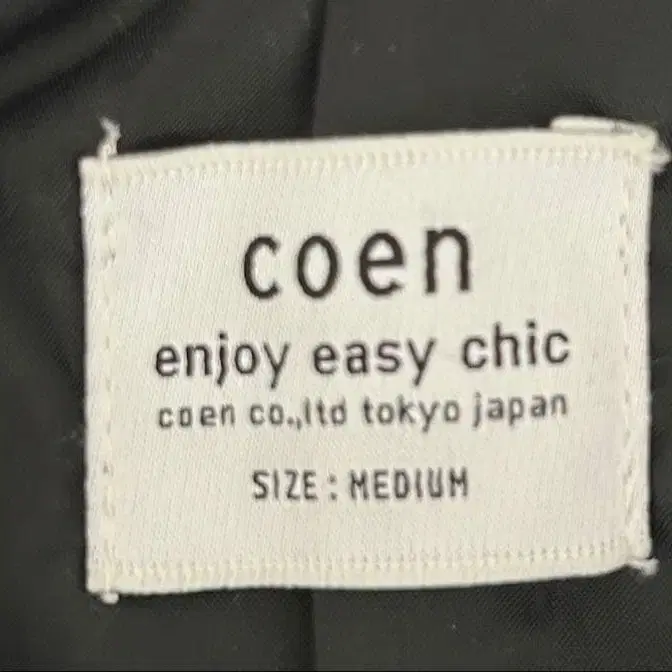 coen
enjoy easy chic
coen co.,ltd tokyo japan
SIZE : MEDIUM